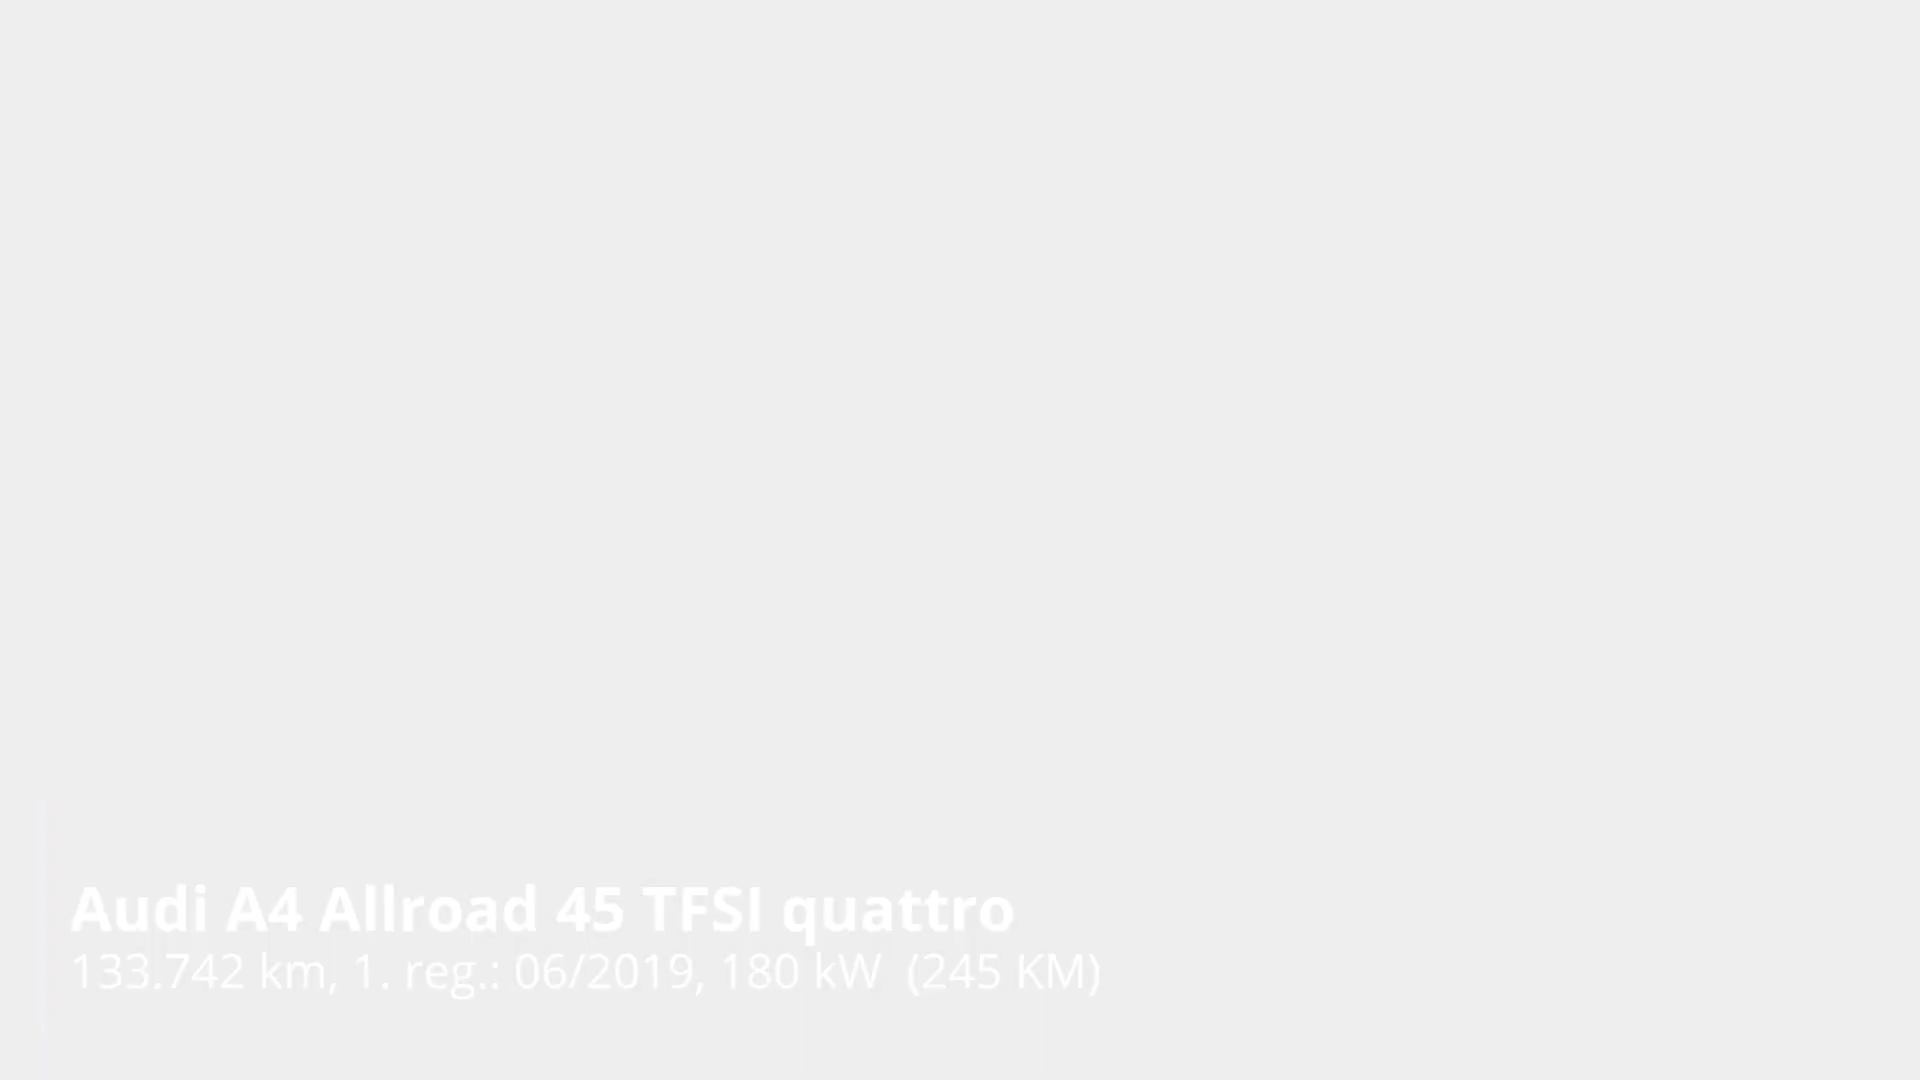 Audi A4 Allroad 45 TFSI quattro
133.742 km, 1. reg.: 06/2019, 180 kW (245 KM)